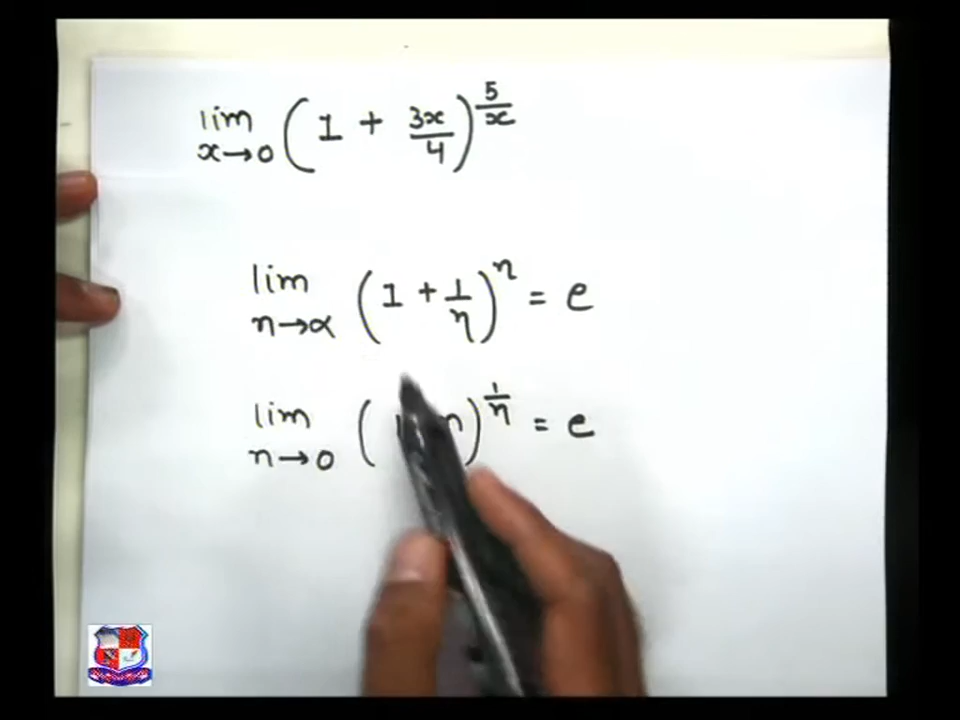 lim x→0 (1 + 3x/4)^(5/x)
lim n→α (1 + 1/n)^n = e
lim n→0 ( n)^(1/n) = e